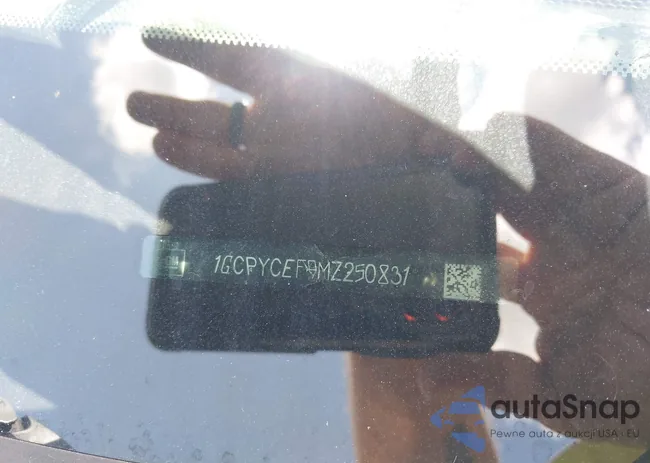 1GCPYCEF9MZ250831
autaSnap
Pewne auta z aukcji USA i EU